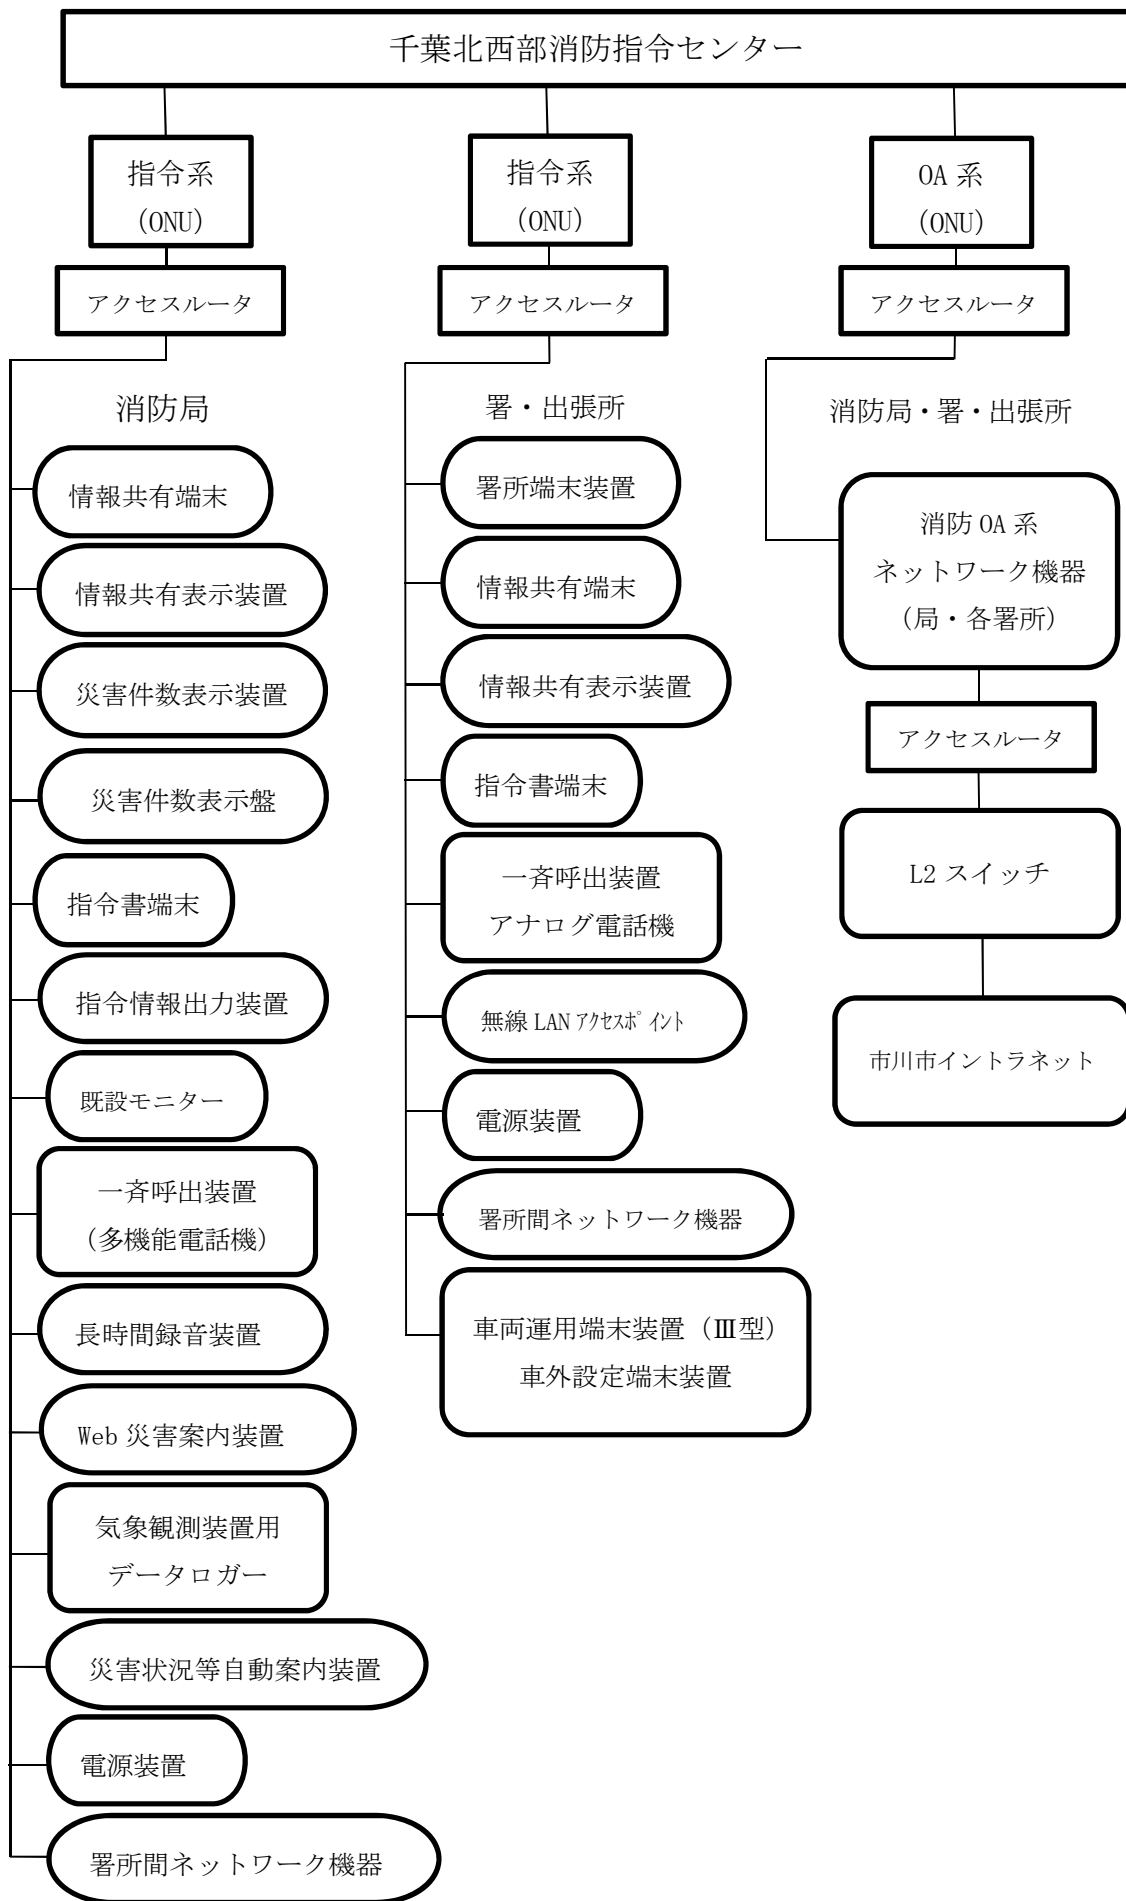 千葉北西部消防指令センター
指令系
(ONU)
アクセスルータ
消防局
情報共有端末
情報共有表示装置
災害件数表示装置
災害件数表示盤
指令書端末
指令情報出力装置
既設モニター
一斉呼出装置
(多機能電話機)
長時間録音装置
Web 災害案内装置
気象観測装置用
データロガー
災害状況等自動案内装置
電源装置
署所間ネットワーク機器
指令系
(ONU)
アクセスルータ
署・出張所
署所端末装置
情報共有端末
情報共有表示装置
指令書端末
一斉呼出装置
アナログ電話機
無線 LAN ｱｸｾｽﾎﾟｲﾝﾄ
電源装置
署所間ネットワーク機器
車両運用端末装置（Ⅲ型）
車外設定端末装置
OA 系
(ONU)
アクセスルータ
消防局・署・出張所
消防 OA 系
ネットワーク機器
（局・各署所）
アクセスルータ
L2 スイッチ
市川市イントラネット